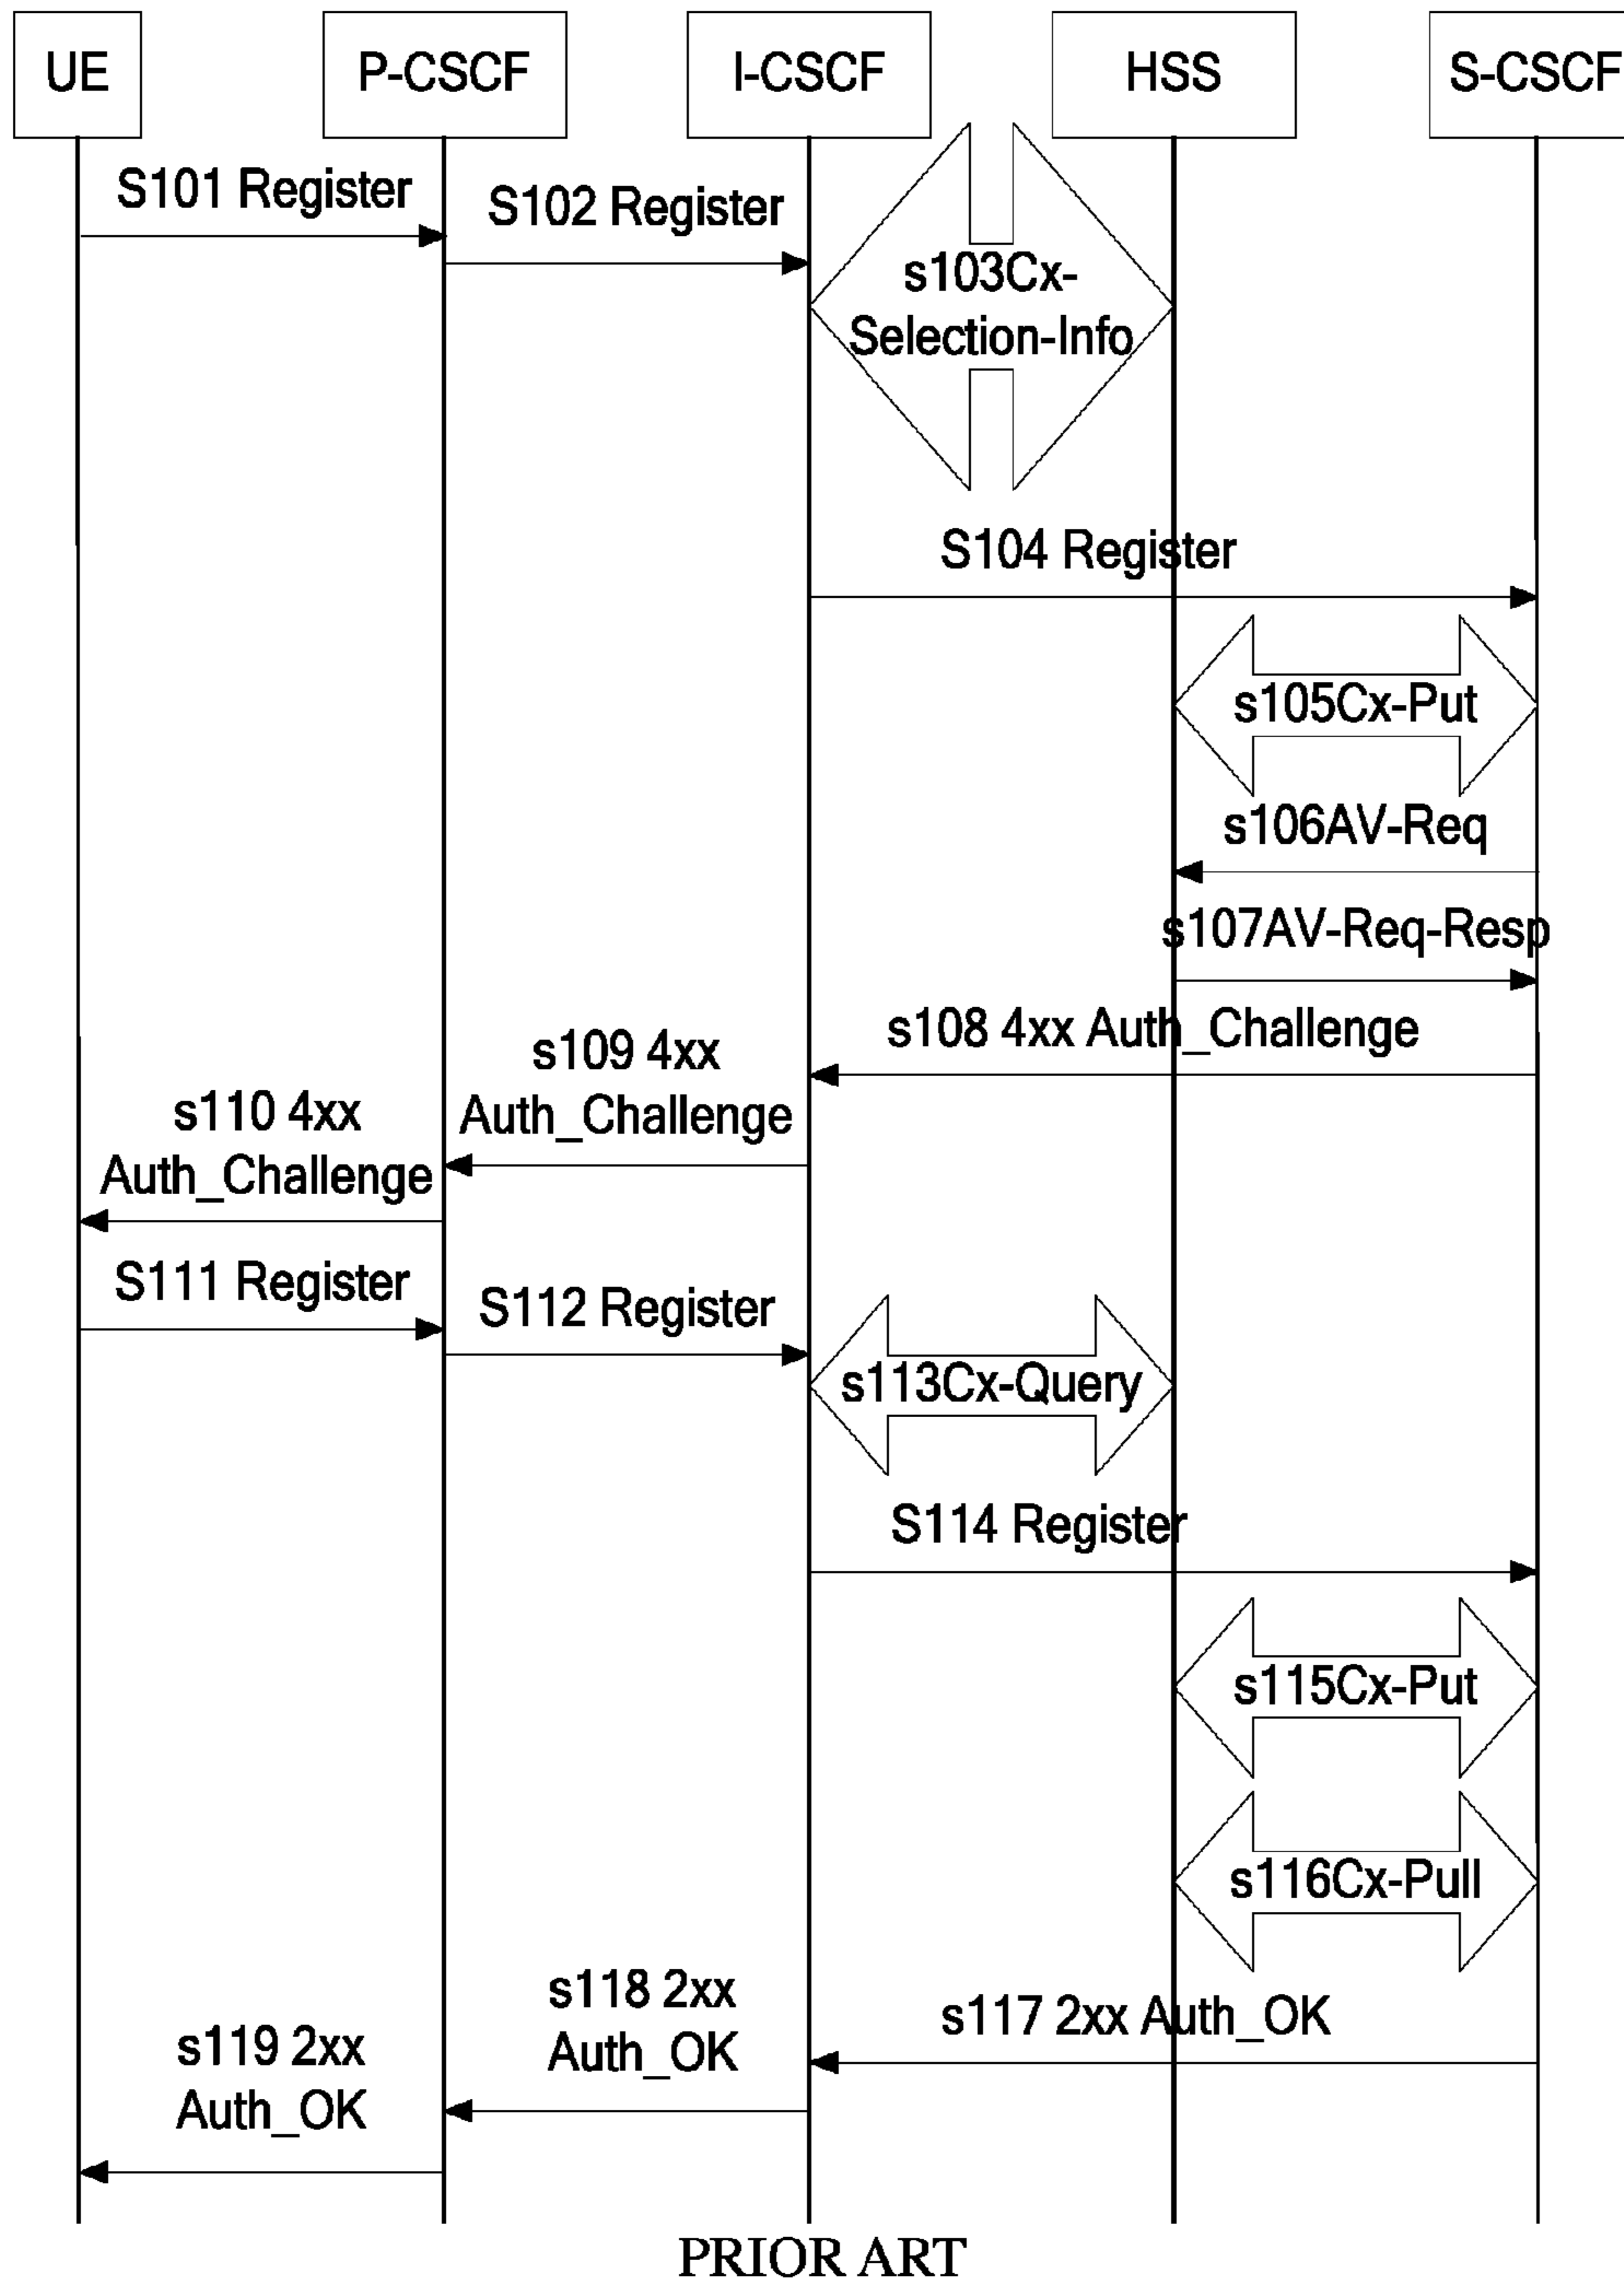 UE
P-CSCF
I-CSCF
HSS
S-CSCF
S101 Register
S102 Register
s103Cx-
Selection-Info
S104 Register
s105Cx-Put
s106AV-Req
s107AV-Req-Resp
s108 4xx Auth_Challenge
s109 4xx
Auth_Challenge
s110 4xx
Auth_Challenge
S111 Register
S112 Register
s113Cx-Query
S114 Register
s115Cx-Put
s116Cx-Pull
s117 2xx Auth_OK
s118 2xx
Auth_OK
s119 2xx
Auth_OK
PRIOR ART